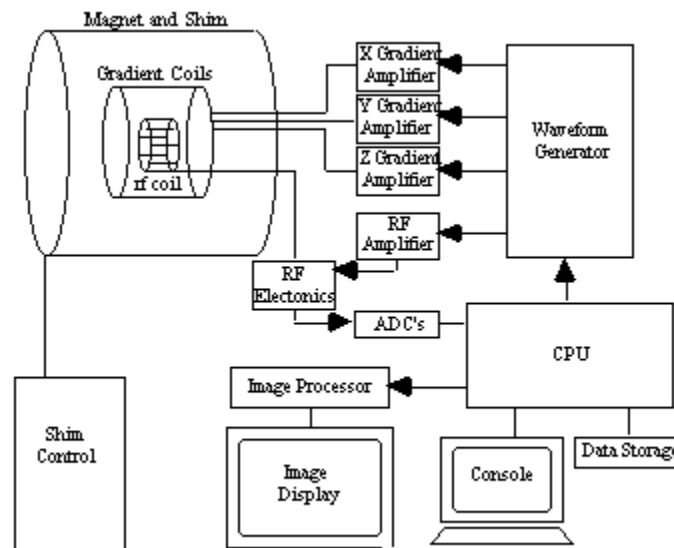 Magnet and Shim
Gradient Coils
rf coil
X Gradient
Amplifier
Y Gradient
Amplifier
Z Gradient
Amplifier
Waveform
Generator
RF
Amplifier
RF
Electonics
ADC's
CPU
Image Processor
Shim
Control
Image
Display
Console
Data Storage